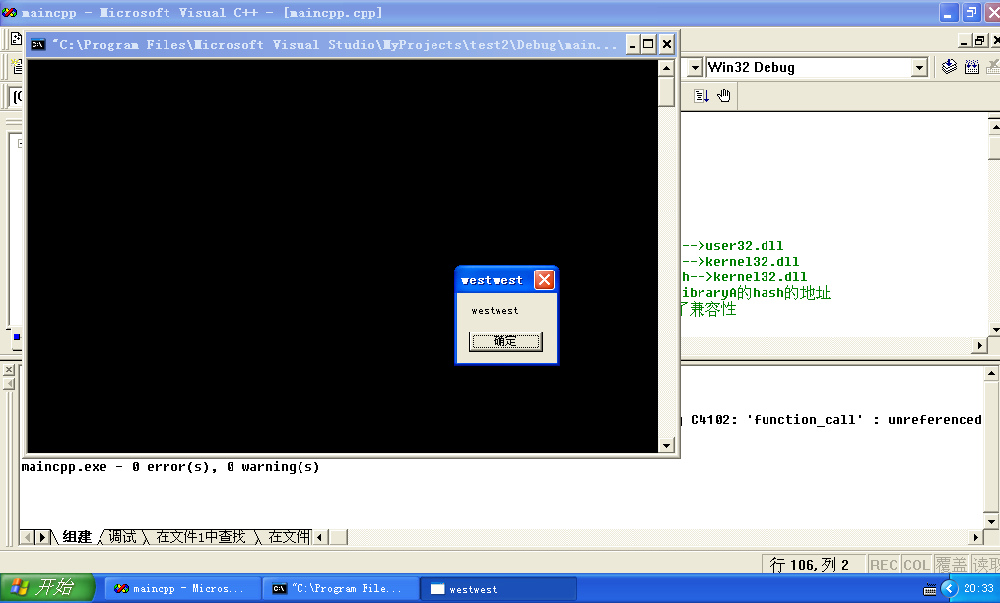 maincpp - Microsoft Visual C++ - [maincpp.cpp]
"C:\Program Files\Microsoft Visual Studio\MyProjects\test2\Debug\main...
Win32 Debug
-->user32.dll
-->kernel32.dll
h-->kernel32.dll
ibraryA的hash的地址
了兼容性
westwest
westwest
确定
C4102: 'function_call' : unreferenced
maincpp.exe - 0 error(s), 0 warning(s)
组建 调试 在文件1中查找 在文件
行 106,列 2 REC COL 覆盖 读取
开始 maincpp - Micros... "C:\Program File... westwest 20:33